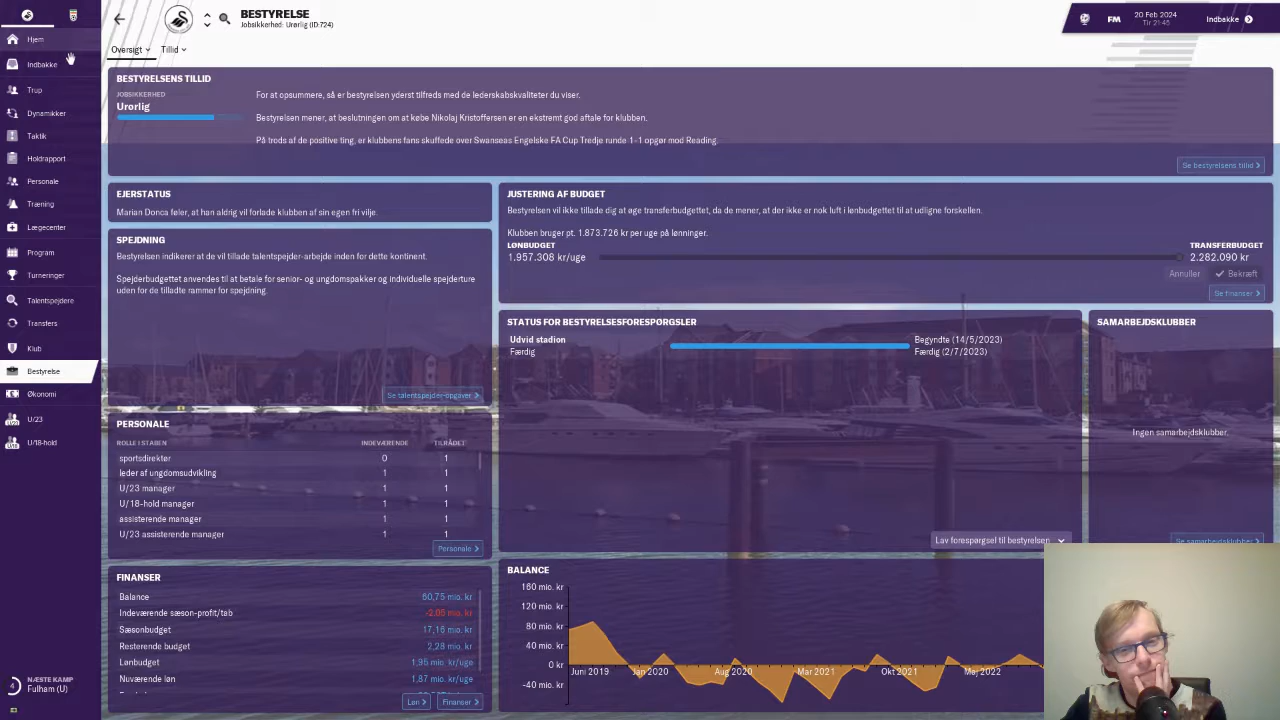 BESTYRELSE
Jobsikkerhed: Urørlig (ID:724)
FM
20 Feb 2024
Tir 21:45
Indbakke
Oversigt
Tillid
Hjem
Indbakke
Trup
Dynamikker
Taktik
Holdrapport
Personale
Træning
Lægecenter
Program
Turneringer
Talentspejdere
Transfers
Klub
Bestyrelse
Økonomi
U/23
U/18-hold
4
NÆSTE KAMP
Fulham (U)
BESTYRELSENS TILLID
JOBSIKKERHED
Urørlig
For at opsummere, så er bestyrelsen yderst tilfreds med de lederskabskvaliteter du viser.
Bestyrelsen mener, at beslutningen om at købe Nikolaj Kristoffersen er en ekstremt god aftale for klubben.
På trods af de positive ting, er klubbens fans skuffede over Swanseas Engelske FA Cup Tredje runde 1-1 opgør mod Reading.
Se bestyrelsens tillid
EJERSTATUS
Marian Donca føler, at han aldrig vil forlade klubben af sin egen fri vilje.
SPEJDNING
Bestyrelsen indikerer at de vil tillade talentspejder-arbejde inden for dette kontinent.
Spejderbudgettet anvendes til at betale for senior- og ungdomspakker og individuelle spejderture
uden for de tilladte rammer for spejdning.
Se talentspejder-opgaver
PERSONALE
ROLLE I STABEN INDEVÆRENDE TILRÅDET
sportsdirektør 0 1
leder af ungdomsudvikling 1 1
U/23 manager 1 1
U/18-hold manager 1 1
assisterende manager 1 1
U/23 assisterende manager 1 1
Personale
FINANSER
Balance 60,75 mio. kr
Indeværende sæson-profit/tab -2,65 mio. kr
Sæsonbudget 17,16 mio. kr
Resterende budget 2,28 mio. kr
Lønbudget 1,95 mio. kr/uge
Nuværende løn 1,87 mio. kr/uge
Løn
Finanser
JUSTERING AF BUDGET
Bestyrelsen vil ikke tillade dig at øge transferbudgettet, da de mener, at der ikke er nok luft i lønbudgettet til at udligne forskellen.
Klubben bruger pt. 1.873.726 kr per uge på lønninger.
LØNBUDGET
1.957.308 kr/uge
TRANSFERBUDGET
2.282.090 kr
Annuller
Bekræft
Se finanser
STATUS FOR BESTYRELSESFORESPØRGSLER
Udvid stadion
Færdig
Begyndte (14/5/2023)
Færdig (2/7/2023)
Lav forespørgsel til bestyrelsen
SAMARBEJDSKLUBBER
Ingen samarbejdsklubber.
Se samarbejdsklubber
BALANCE
160 mio. kr
120 mio. kr
80 mio. kr
40 mio. kr
0 kr
-40 mio. kr
Juni 2019
Jan 2020
Aug 2020
Mar 2021
Okt 2021
Maj 2022